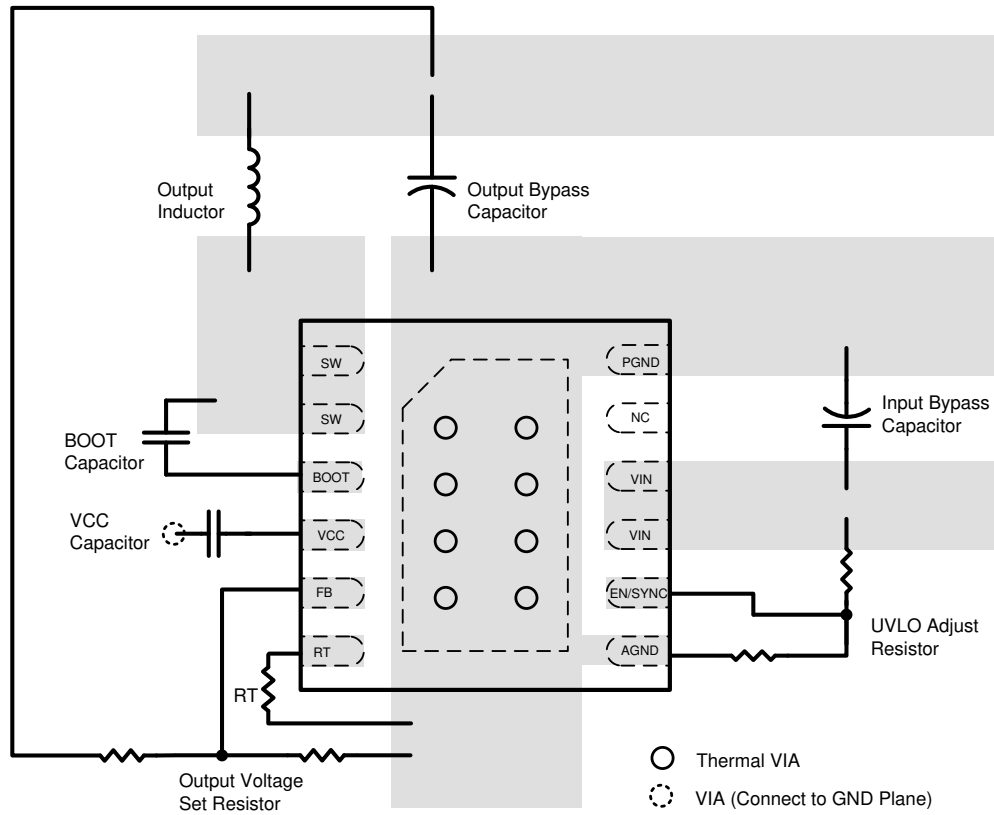 Output
Inductor
Output Bypass
Capacitor
SW
PGND
SW
NC
Input Bypass
Capacitor
BOOT
Capacitor
BOOT
VIN
VCC
Capacitor
VCC
VIN
FB
EN/SYNC
UVLO Adjust
Resistor
RT
AGND
RT
Output Voltage
Set Resistor
Thermal VIA
VIA (Connect to GND Plane)